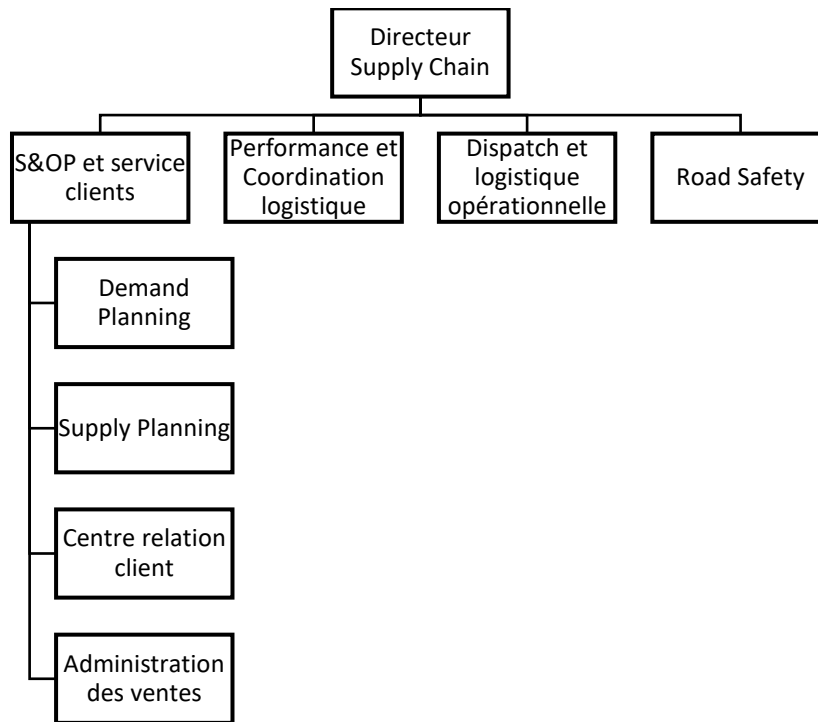 Directeur
Supply Chain
S&OP et service
clients
Performance et
Coordination
logistique
Dispatch et
logistique
opérationnelle
Road Safety
Demand
Planning
Supply Planning
Centre relation
client
Administration
des ventes